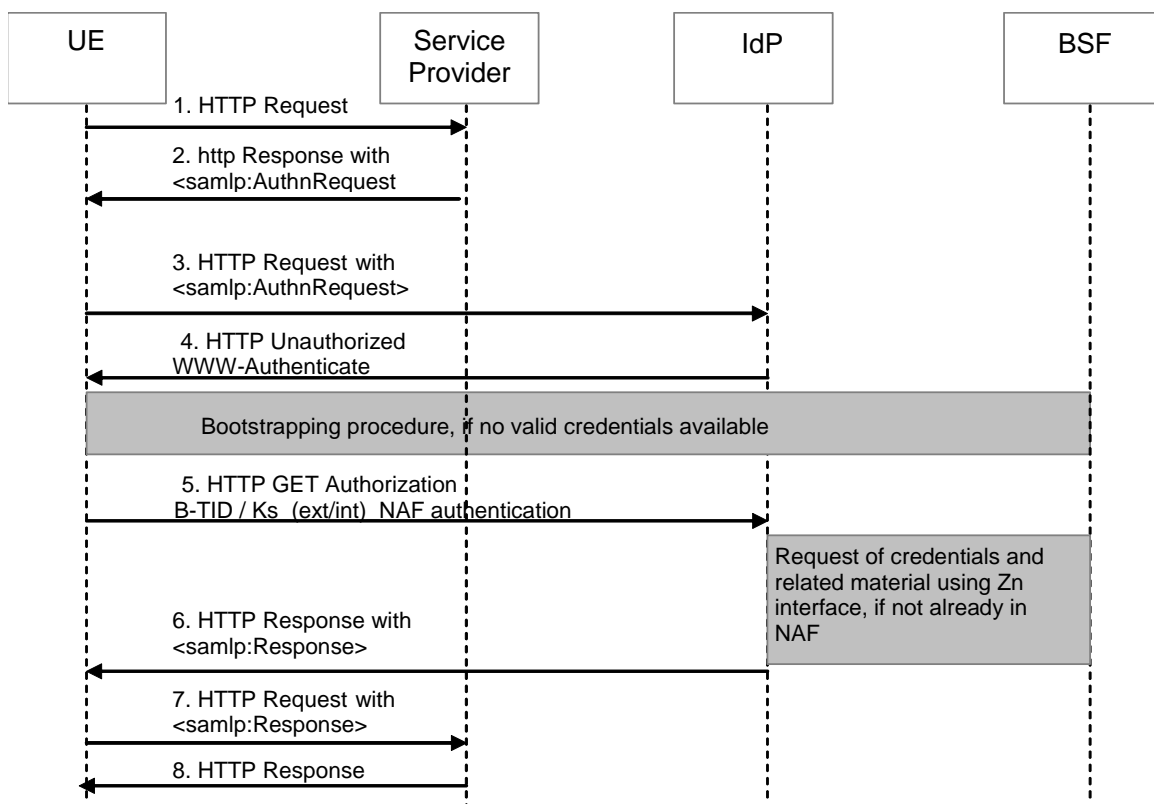 UE
Service
Provider
IdP
BSF
1. HTTP Request
2. http Response with
<samlp:AuthnRequest
3. HTTP Request with
<samlp:AuthnRequest>
4. HTTP Unauthorized
WWW-Authenticate
Bootstrapping procedure, if no valid credentials available
5. HTTP GET Authorization
B-TID / Ks_(ext/int)_NAF authentication
Request of credentials and
related material using Zn
interface, if not already in
NAF
6. HTTP Response with
<samlp:Response>
7. HTTP Request with
<samlp:Response>
8. HTTP Response